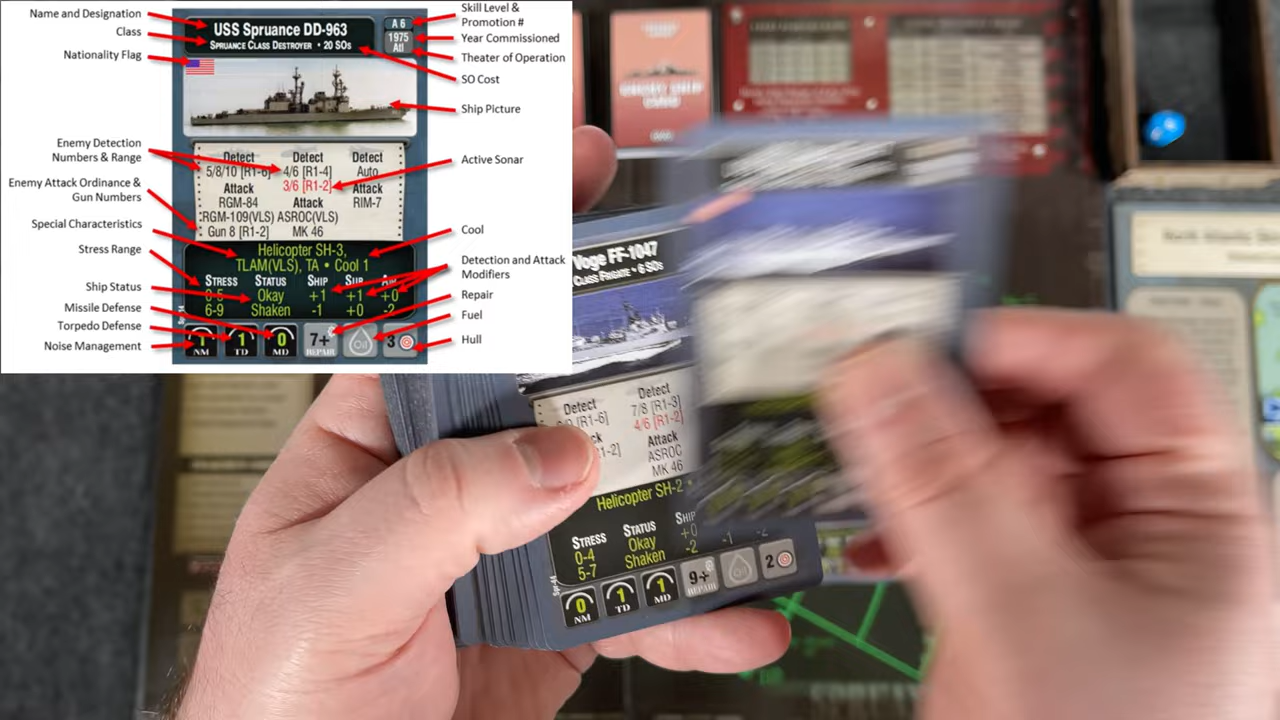 Name and Designation
Class
Nationality Flag
Enemy Detection
Numbers & Range
Enemy Attack Ordinance &
Gun Numbers
Special Characteristics
Stress Range
Ship Status
Missile Defense
Torpedo Defense
Noise Management
USS Spruance DD-963
Spruance Class Destroyer • 20 SOs
A 6
1975
Atl
Detect Detect Detect
5/8/10 [R1-6] 4/6 [R1-4] Auto
3/6 [R1-2]
Attack Attack Attack
RGM-84 RIM-7
RGM-109(VLS) ASROC(VLS)
Gun 8 [R1-2] MK 46
Helicopter SH-3,
TLAM(VLS), TA • Cool 1
Stress Status Ship Sub Air
0-5 Okay +1 +1 +0
6-9 Shaken -1 +0 -2
1 NM
1 TD
0 MD
7+ REPAIR
Oil
3
Skill Level &
Promotion #
Year Commissioned
Theater of Operation
SO Cost
Ship Picture
Active Sonar
Cool
Detection and Attack
Modifiers
Repair
Fuel
Hull
Voge FF-1047
Class Frigate • 6 SOs
Detect Detect
[R1-6] 7/8 [R1-3]
4/6 [R1-2]
Attack
ASROC
MK 46
Helicopter SH-2
Stress Status Ship
0-4 Okay +0
5-7 Shaken -2 -1 -2
0 NM
1 TD
1 MD
9+ REPAIR
Oil
2